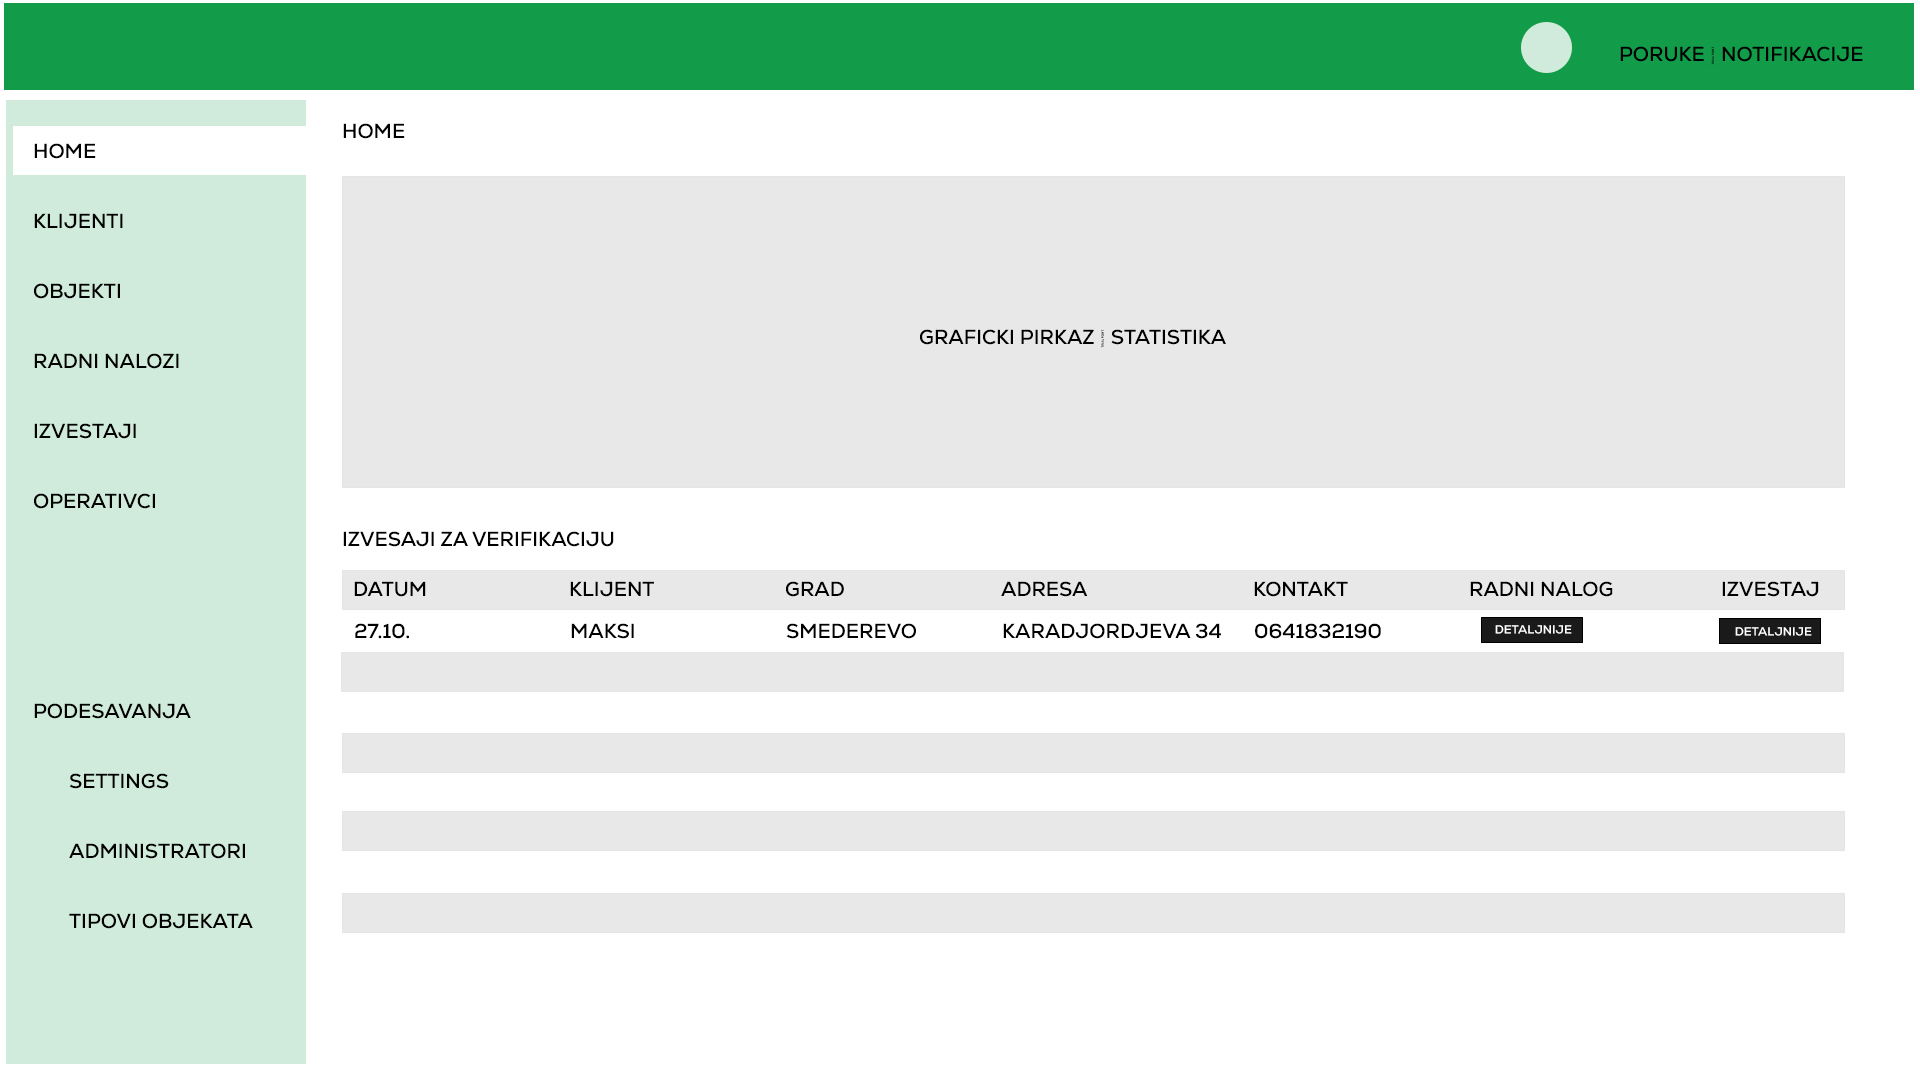 PORUKE | NOTIFIKACIJE
HOME
KLIJENTI
OBJEKTI
RADNI NALOZI
IZVESTAJI
OPERATIVCI
PODESAVANJA
SETTINGS
ADMINISTRATORI
TIPOVI OBJEKATA
HOME
GRAFICKI PIRKAZ | STATISTIKA
IZVESAJI ZA VERIFIKACIJU
DATUM KLIJENT GRAD ADRESA KONTAKT RADNI NALOG IZVESTAJ
27.10. MAKSI SMEDEREVO KARADJORDJEVA 34 0641832190 DETALJNIJE DETALJNIJE